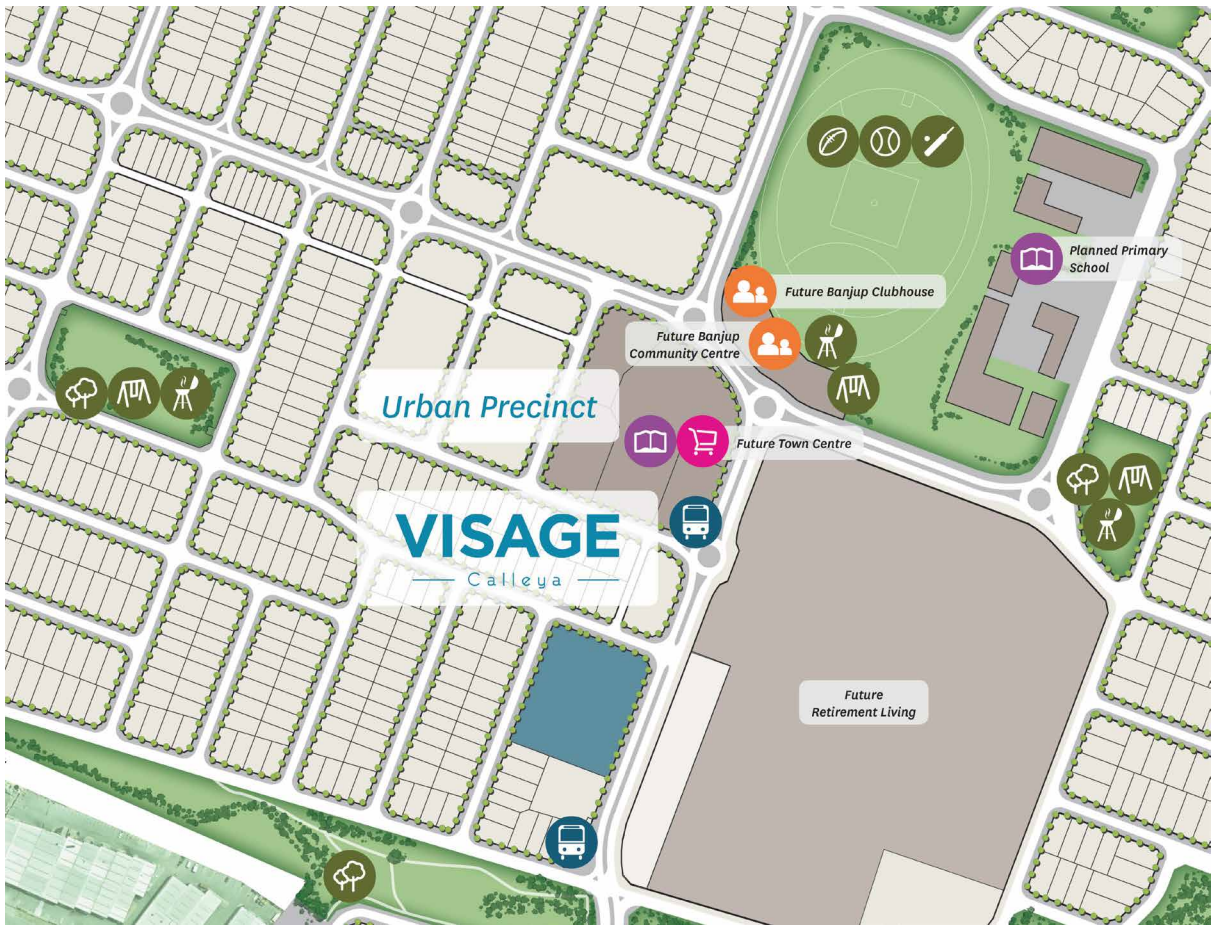 Planned Primary
School
Future Banjup Clubhouse
Future Banjup
Community Centre
Urban Precinct
Future Town Centre
VISAGE
Calleya
Future
Retirement Living